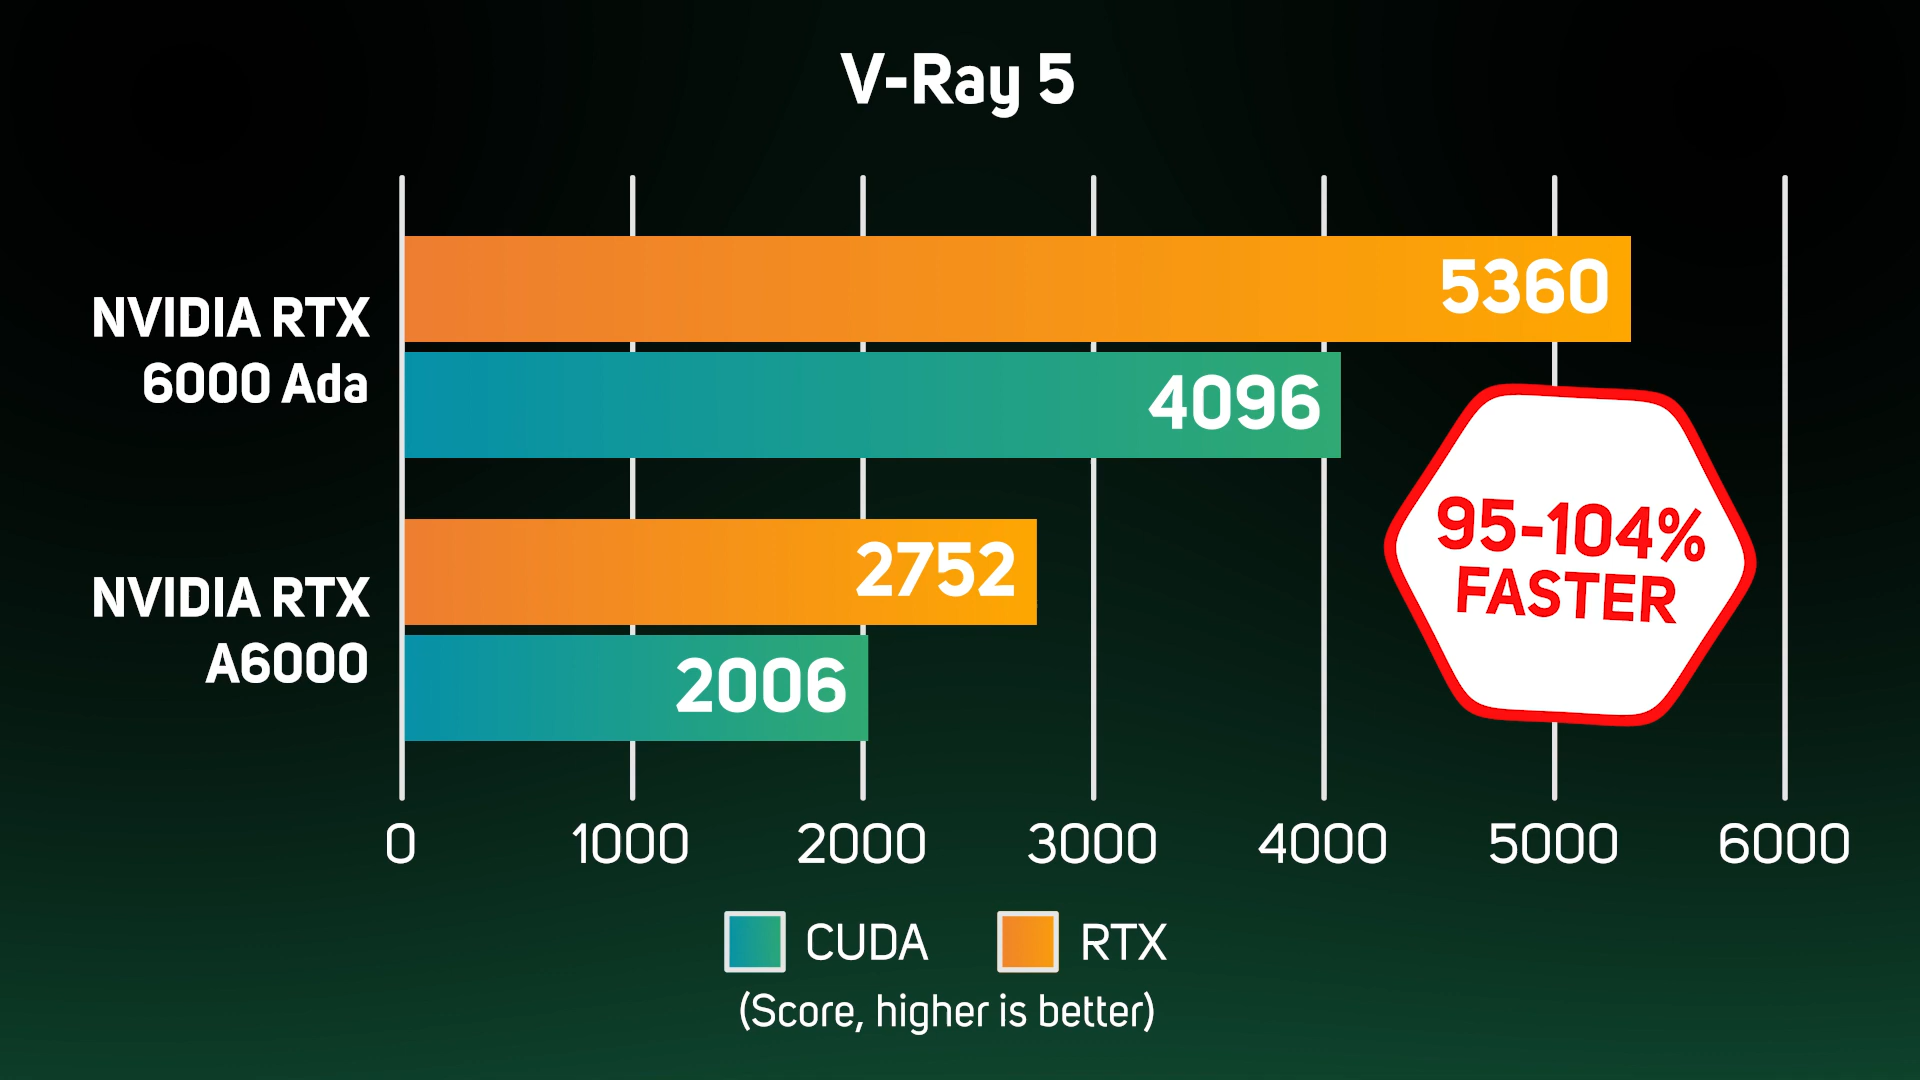 V-Ray 5
NVIDIA RTX
6000 Ada
5360
4096
NVIDIA RTX
A6000
2752
2006
95-104%
FASTER
0 1000 2000 3000 4000 5000 6000
CUDA RTX
(Score, higher is better)